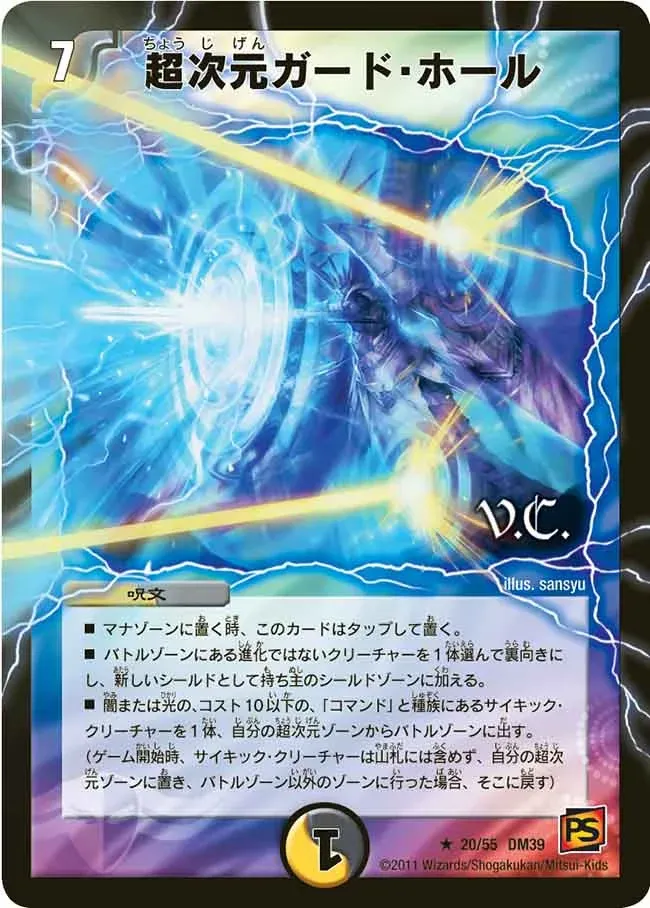 7
ちょう じ げん
超次元ガード・ホール
V.C.
illus. sansyu
呪文
■ マナゾーンに置く時、このカードはタップして置く。
■ バトルゾーンにある進化ではないクリーチャーを1体選んで裏向きに
し、新しいシールドとして持ち主のシールドゾーンに加える。
■ 闇または光の、コスト10以下の、「コマンド」と種族にあるサイキック・
クリーチャーを1体、自分の超次元ゾーンからバトルゾーンに出す。
(ゲーム開始時、サイキック・クリーチャーは山札には含めず、自分の超次
元ゾーンに置き、バトルゾーン以外のゾーンに行った場合、そこに戻す)
1
PS
★ 20/55 DM39
©2011 Wizards/Shogakukan/Mitsui-Kids